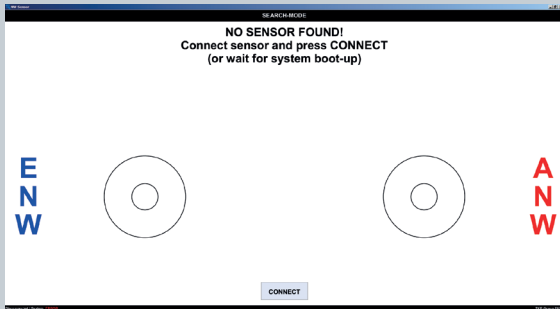 SEARCH-MODE
NO SENSOR FOUND!
Connect sensor and press CONNECT
(or wait for system boot-up)
E
N
W
A
N
W
CONNECT